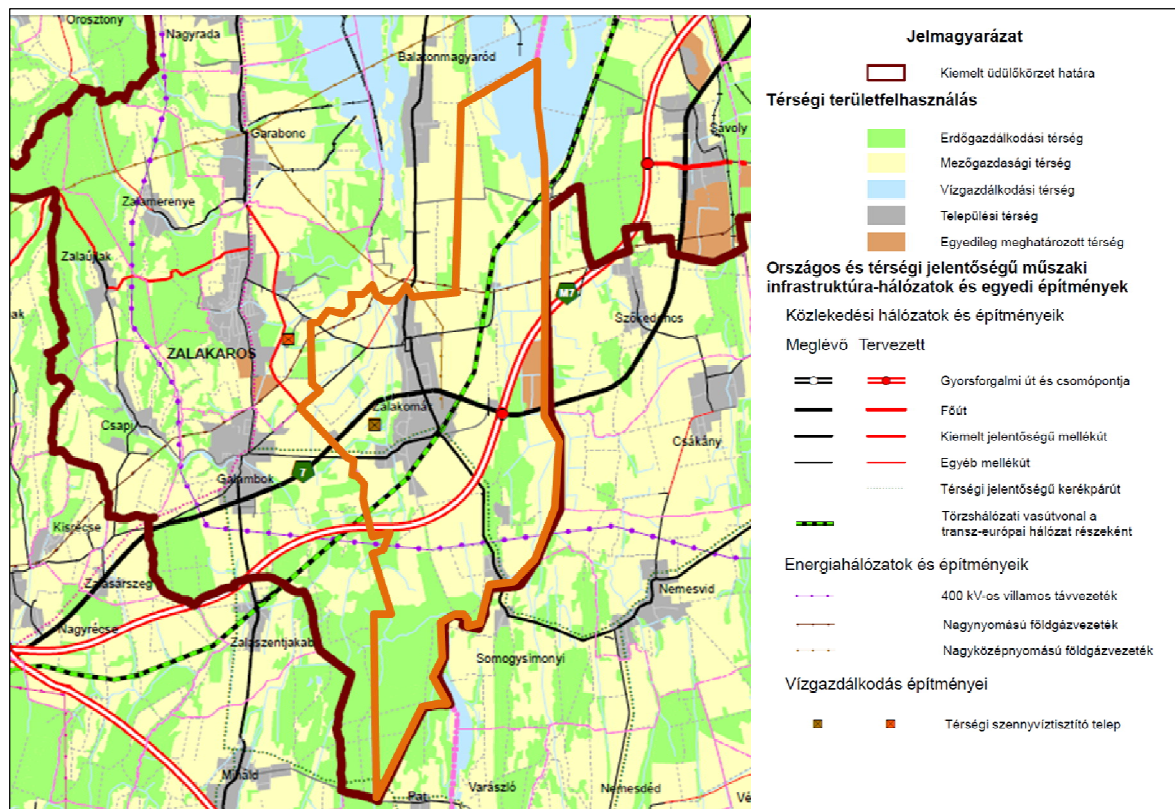 Orosztony
Nagyrada
Balatonmagyaród
Garabonc
Savoly
Zalamerenye
Zalaújlak
M7
Szőkedencs
ZALAKAROS
Zalakomár
Csapi
Csákány
7
Galambok
Kisrécse
Zalasárszeg
Nemesvid
Nagyrécse
Zalaszentjakab
Somogysimonyi
Miháld
Varászló
Pat
Nemesdéd
Vé
Jelmagyarázat
Kiemelt üdülőkörzet határa
Térségi területfelhasználás
Erdőgazdálkodási térség
Mezőgazdasági térség
Vízgazdálkodási térség
Települési térség
Egyedileg meghatározott térség
Országos és térségi jelentőségű műszaki
infrastruktúra-hálózatok és egyedi építmények
Közlekedési hálózatok és építményeik
Meglévő Tervezett
Gyorsforgalmi út és csomópontja
Főút
Kiemelt jelentőségű mellékút
Egyéb mellékút
Térségi jelentőségű kerékpárút
Törzshálózati vasútvonal a
transz-európai hálózat részeként
Energiahálózatok és építményeik
400 kV-os villamos távvezeték
Nagynyomású földgázvezeték
Nagyközépnyomású földgázvezeték
Vízgazdálkodás építményei
Térségi szennyvíztisztító telep